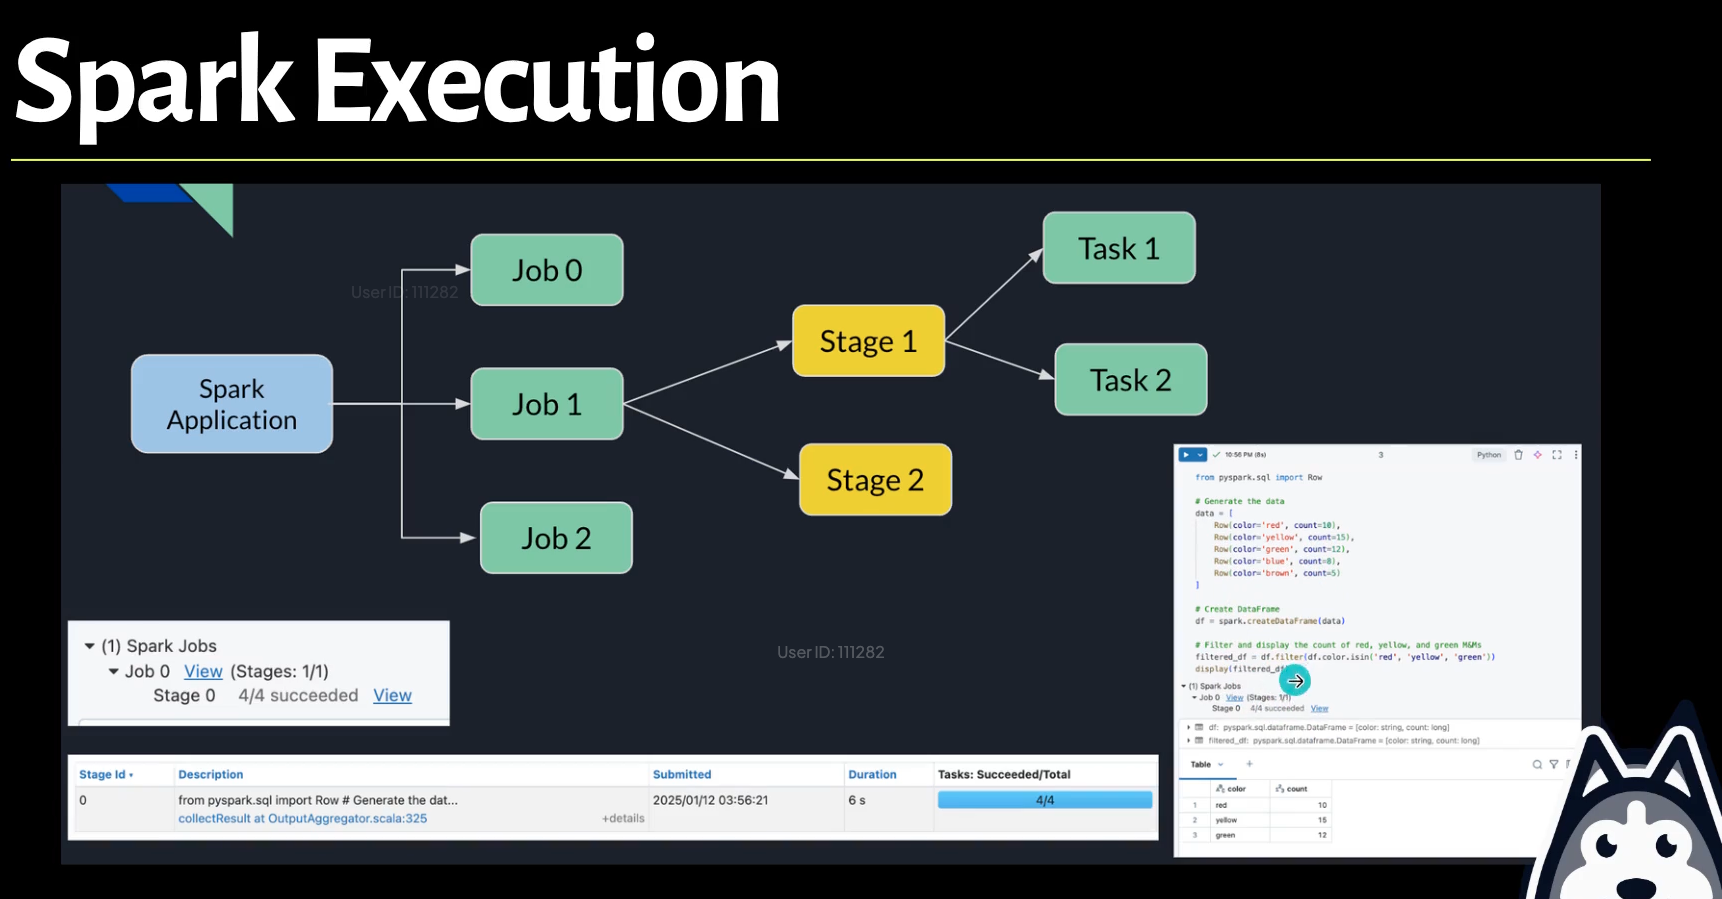 Spark Execution
User ID: 111282
Spark
Application
Job 0
Job 1
Job 2
Stage 1
Stage 2
Task 1
Task 2
User ID: 111282
(1) Spark Jobs
Job 0 View (Stages: 1/1)
Stage 0 4/4 succeeded View
Stage Id Description Submitted Duration Tasks: Succeeded/Total
0 from pyspark.sql import Row # Generate the dat... 2025/01/12 03:56:21 6 s 4/4
collectResult at OutputAggregator.scala:325 +details
10:56 PM (8s) 3 Python
from pyspark.sql import Row
# Generate the data
data = [
Row(color='red', count=10),
Row(color='yellow', count=15),
Row(color='green', count=12),
Row(color='blue', count=8),
Row(color='brown', count=5)
]
# Create DataFrame
df = spark.createDataFrame(data)
# Filter and display the count of red, yellow, and green M&Ms
filtered_df = df.filter(df.color.isin('red', 'yellow', 'green'))
display(filtered_df
(1) Spark Jobs
Job 0 View (Stages: 1/1)
Stage 0 4/4 succeeded View
df: pyspark.sql.dataframe.DataFrame = [color: string, count: long]
filtered_df: pyspark.sql.dataframe.DataFrame = [color: string, count: long]
Table +
color count
1 red 10
2 yellow 15
3 green 12